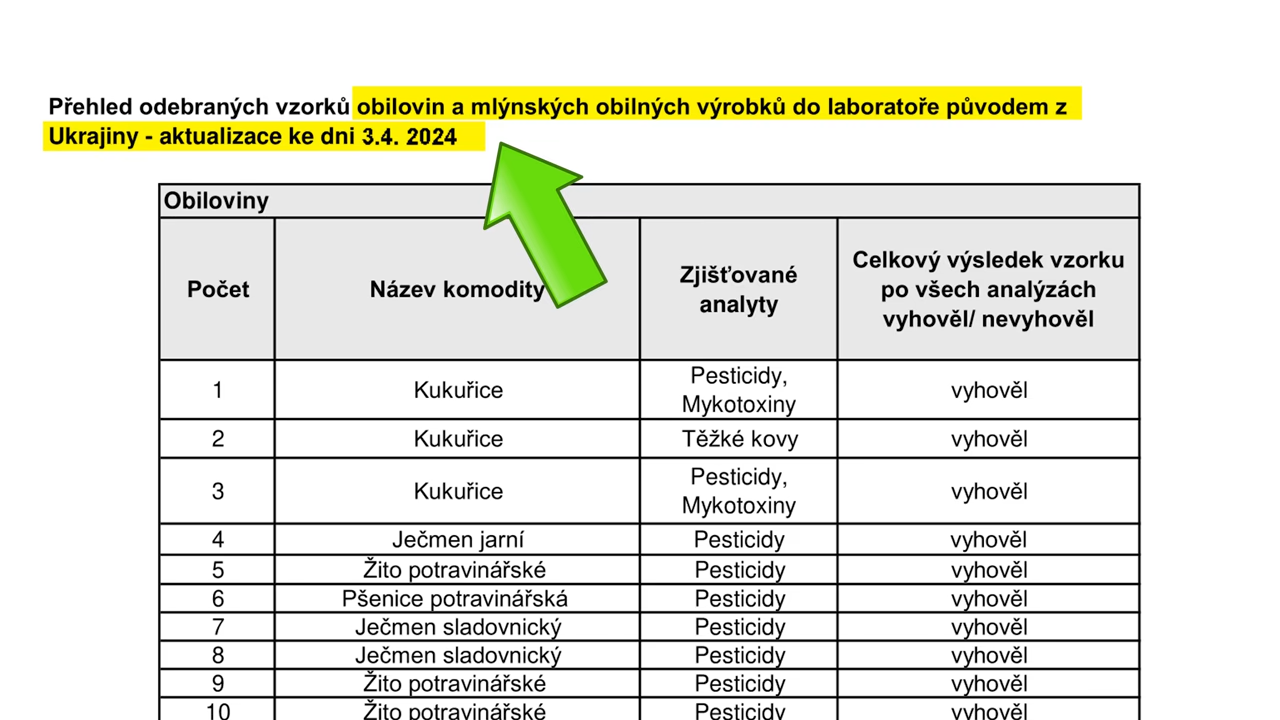 Přehled odebraných vzorků obilovin a mlýnských obilných výrobků do laboratoře původem z
Ukrajiny - aktualizace ke dni 3.4. 2024
Obiloviny
Počet Název komodity Zjišťované analyty Celkový výsledek vzorku po všech analýzách vyhověl/ nevyhověl
1 Kukuřice Pesticidy, Mykotoxiny vyhověl
2 Kukuřice Těžké kovy vyhověl
3 Kukuřice Pesticidy, Mykotoxiny vyhověl
4 Ječmen jarní Pesticidy vyhověl
5 Žito potravinářské Pesticidy vyhověl
6 Pšenice potravinářská Pesticidy vyhověl
7 Ječmen sladovnický Pesticidy vyhověl
8 Ječmen sladovnický Pesticidy vyhověl
9 Žito potravinářské Pesticidy vyhověl
10 Žito potravinářské Pesticidy vyhověl